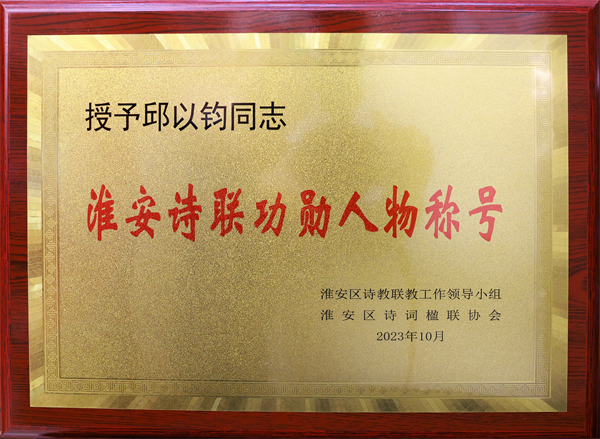 授予邱以钧同志
淮安诗联功勋人物称号
淮安区诗教联教工作领导小组
淮安区诗词楹联协会
2023年10月